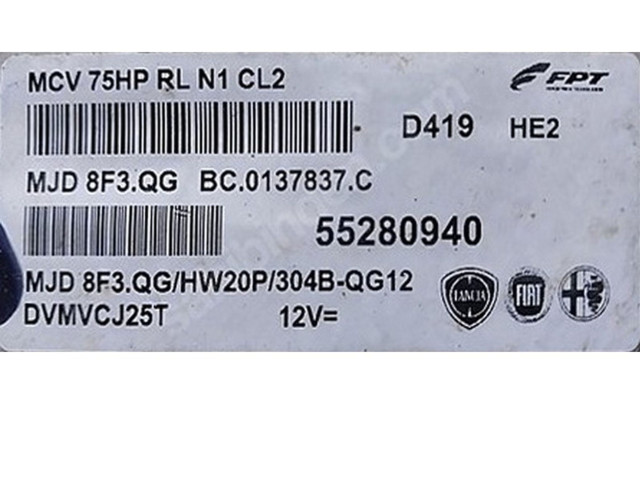 MCV 75HP RL N1 CL2
FPT
D419 HE2
MJD 8F3.QG BC.0137837.C
55280940
MJD 8F3.QG/HW20P/304B-QG12
DVMVCJ25T 12V=
LANCIA FIAT